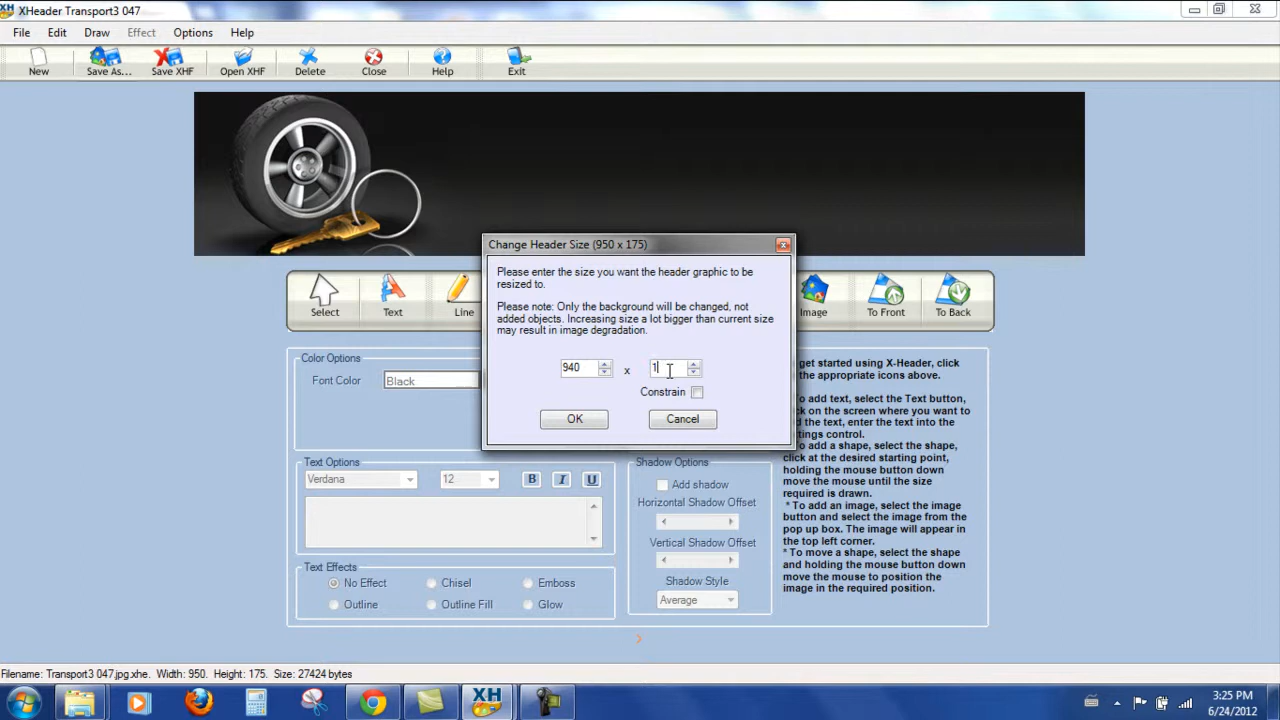 XHeader Transport3 047
File Edit Draw Effect Options Help
New Save As... Save XHF Open XHF Delete Close Help Exit
Change Header Size (950 x 175)
Please enter the size you want the header graphic to be
resized to.
Please note: Only the background will be changed, not
added objects. Increasing size a lot bigger than current size
may result in image degradation.
940 x 1
Constrain
OK Cancel
Select Text Line Image To Front To Back
Color Options
Font Color Black
Text Options
Verdana 12 B I U
Text Effects
No Effect Chisel Emboss
Outline Outline Fill Glow
Shadow Options
Add shadow
Horizontal Shadow Offset
Vertical Shadow Offset
Shadow Style
Average
get started using X-Header, click
the appropriate icons above.
To add text, select the Text button,
click on the screen where you want to
add the text, enter the text into the
settings control.
To add a shape, select the shape,
click at the desired starting point,
holding the mouse button down
move the mouse until the size
required is drawn.
* To add an image, select the image
button and select the image from the
pop up box. The image will appear in
the top left corner.
* To move a shape, select the shape
and holding the mouse button down
move the mouse to position the
image in the required position.
Filename: Transport3 047.jpg.xhe. Width: 950. Height: 175. Size: 27424 bytes
XH
3:25 PM
6/24/2012